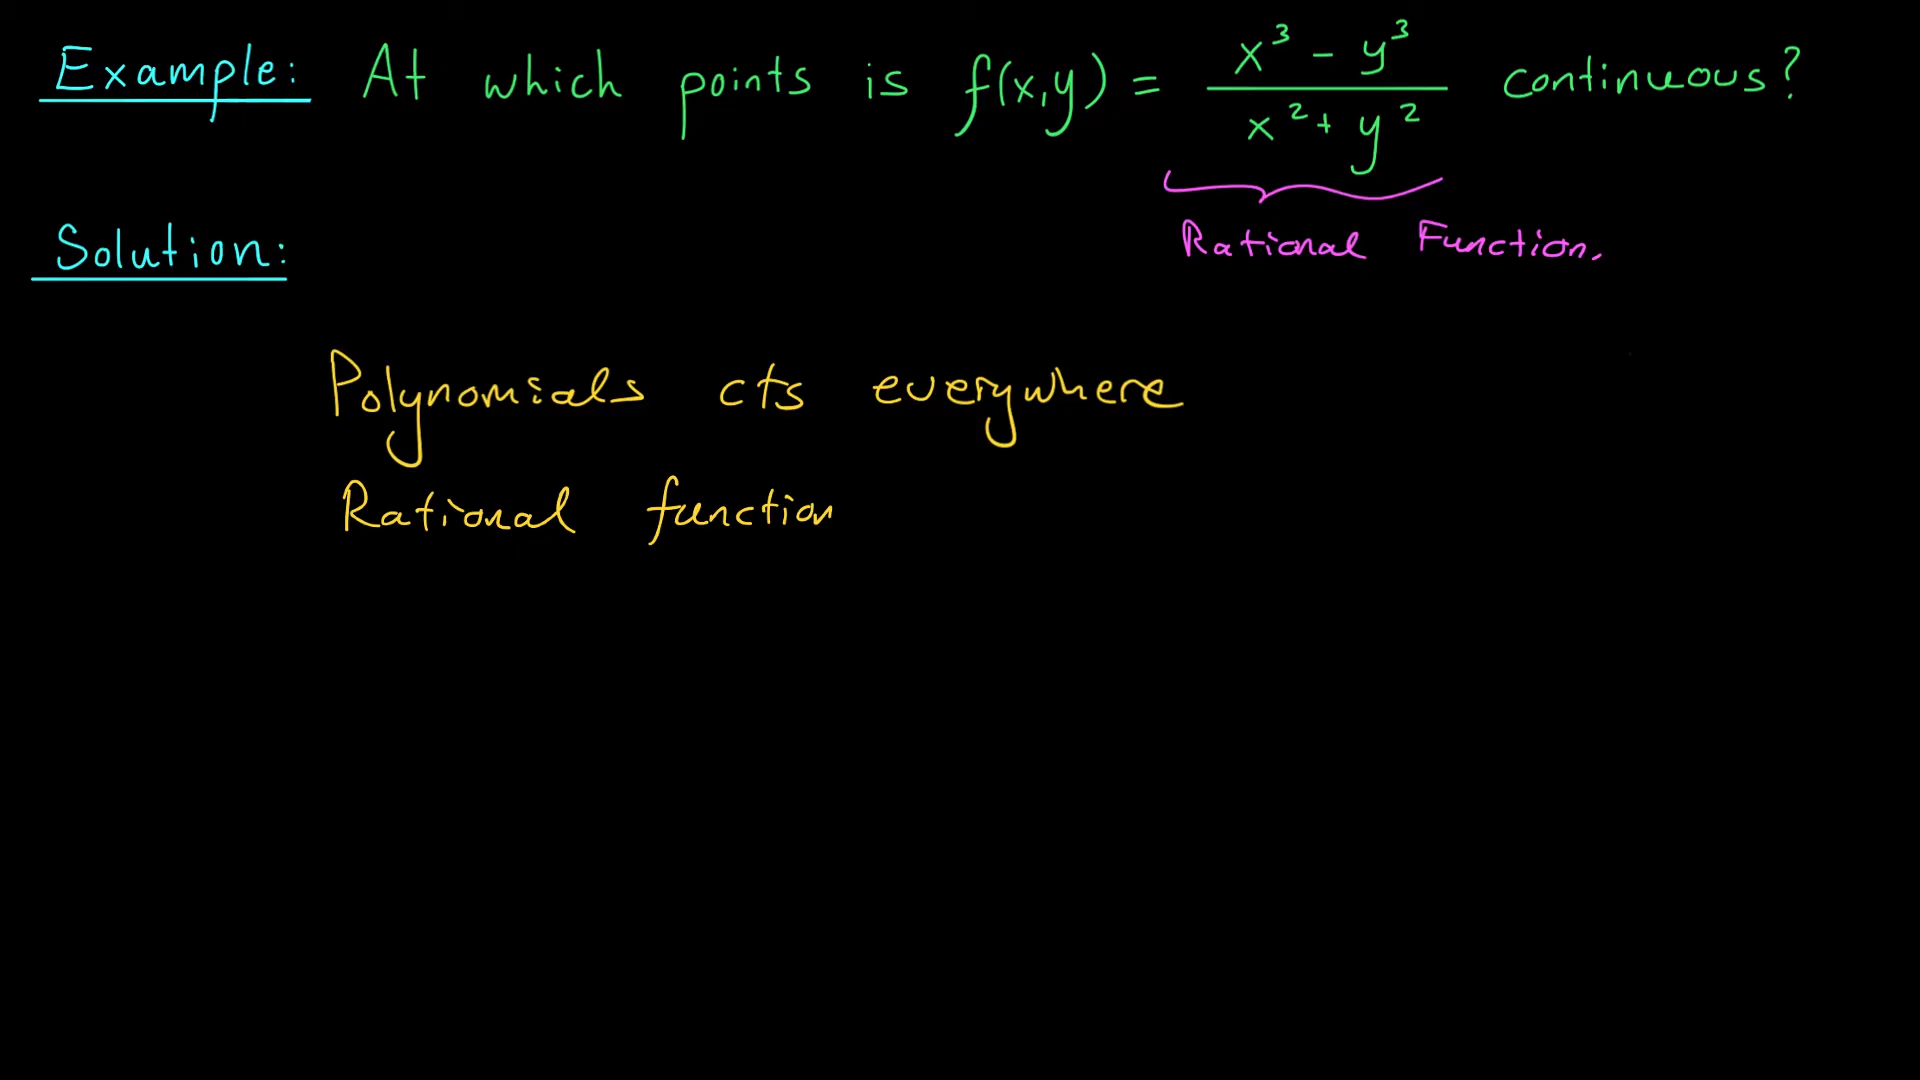 Example: At which points is f(x,y) = (x³ - y³)/(x² + y²) continuous?
Rational Function.
Solution:
Polynomials cts everywhere
Rational function